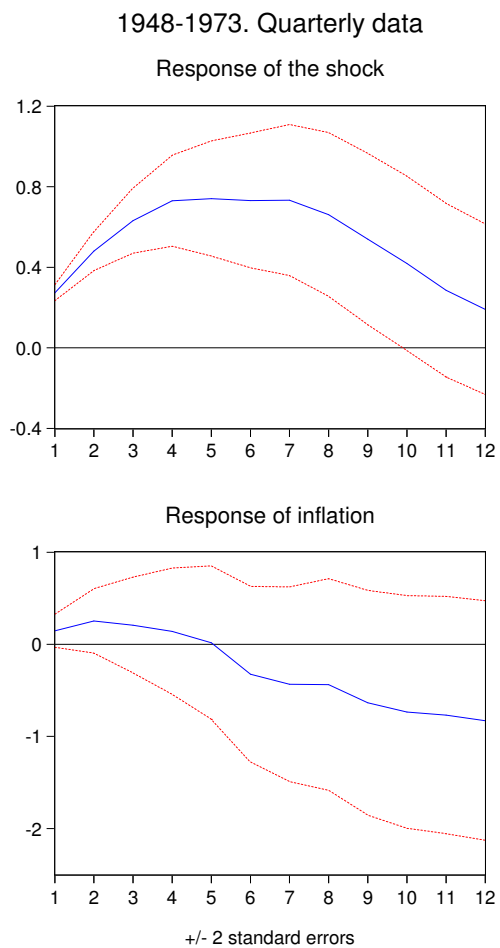 1948-1973. Quarterly data
Response of the shock
1.2
0.8
0.4
0.0
-0.4
1 2 3 4 5 6 7 8 9 10 11 12
Response of inflation
1
0
-1
-2
1 2 3 4 5 6 7 8 9 10 11 12
+/- 2 standard errors